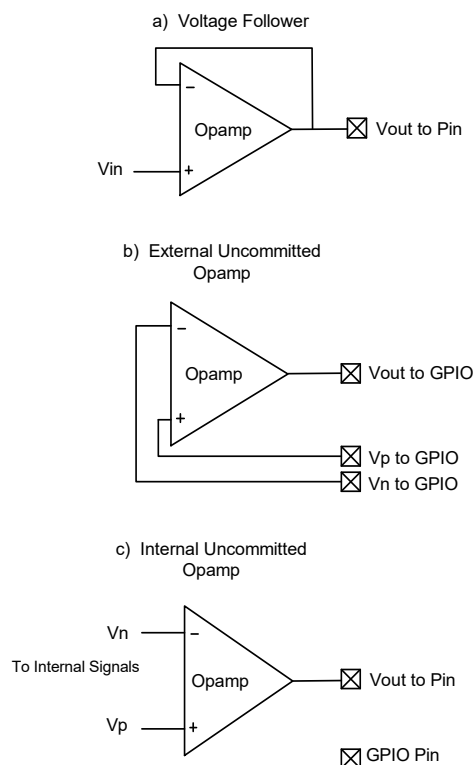 a) Voltage Follower
−
Opamp
Vout to Pin
Vin
+
b) External Uncommitted
Opamp
−
Opamp
Vout to GPIO
+
Vp to GPIO
Vn to GPIO
c) Internal Uncommitted
Opamp
Vn
−
To Internal Signals
Opamp
Vout to Pin
Vp
+
GPIO Pin